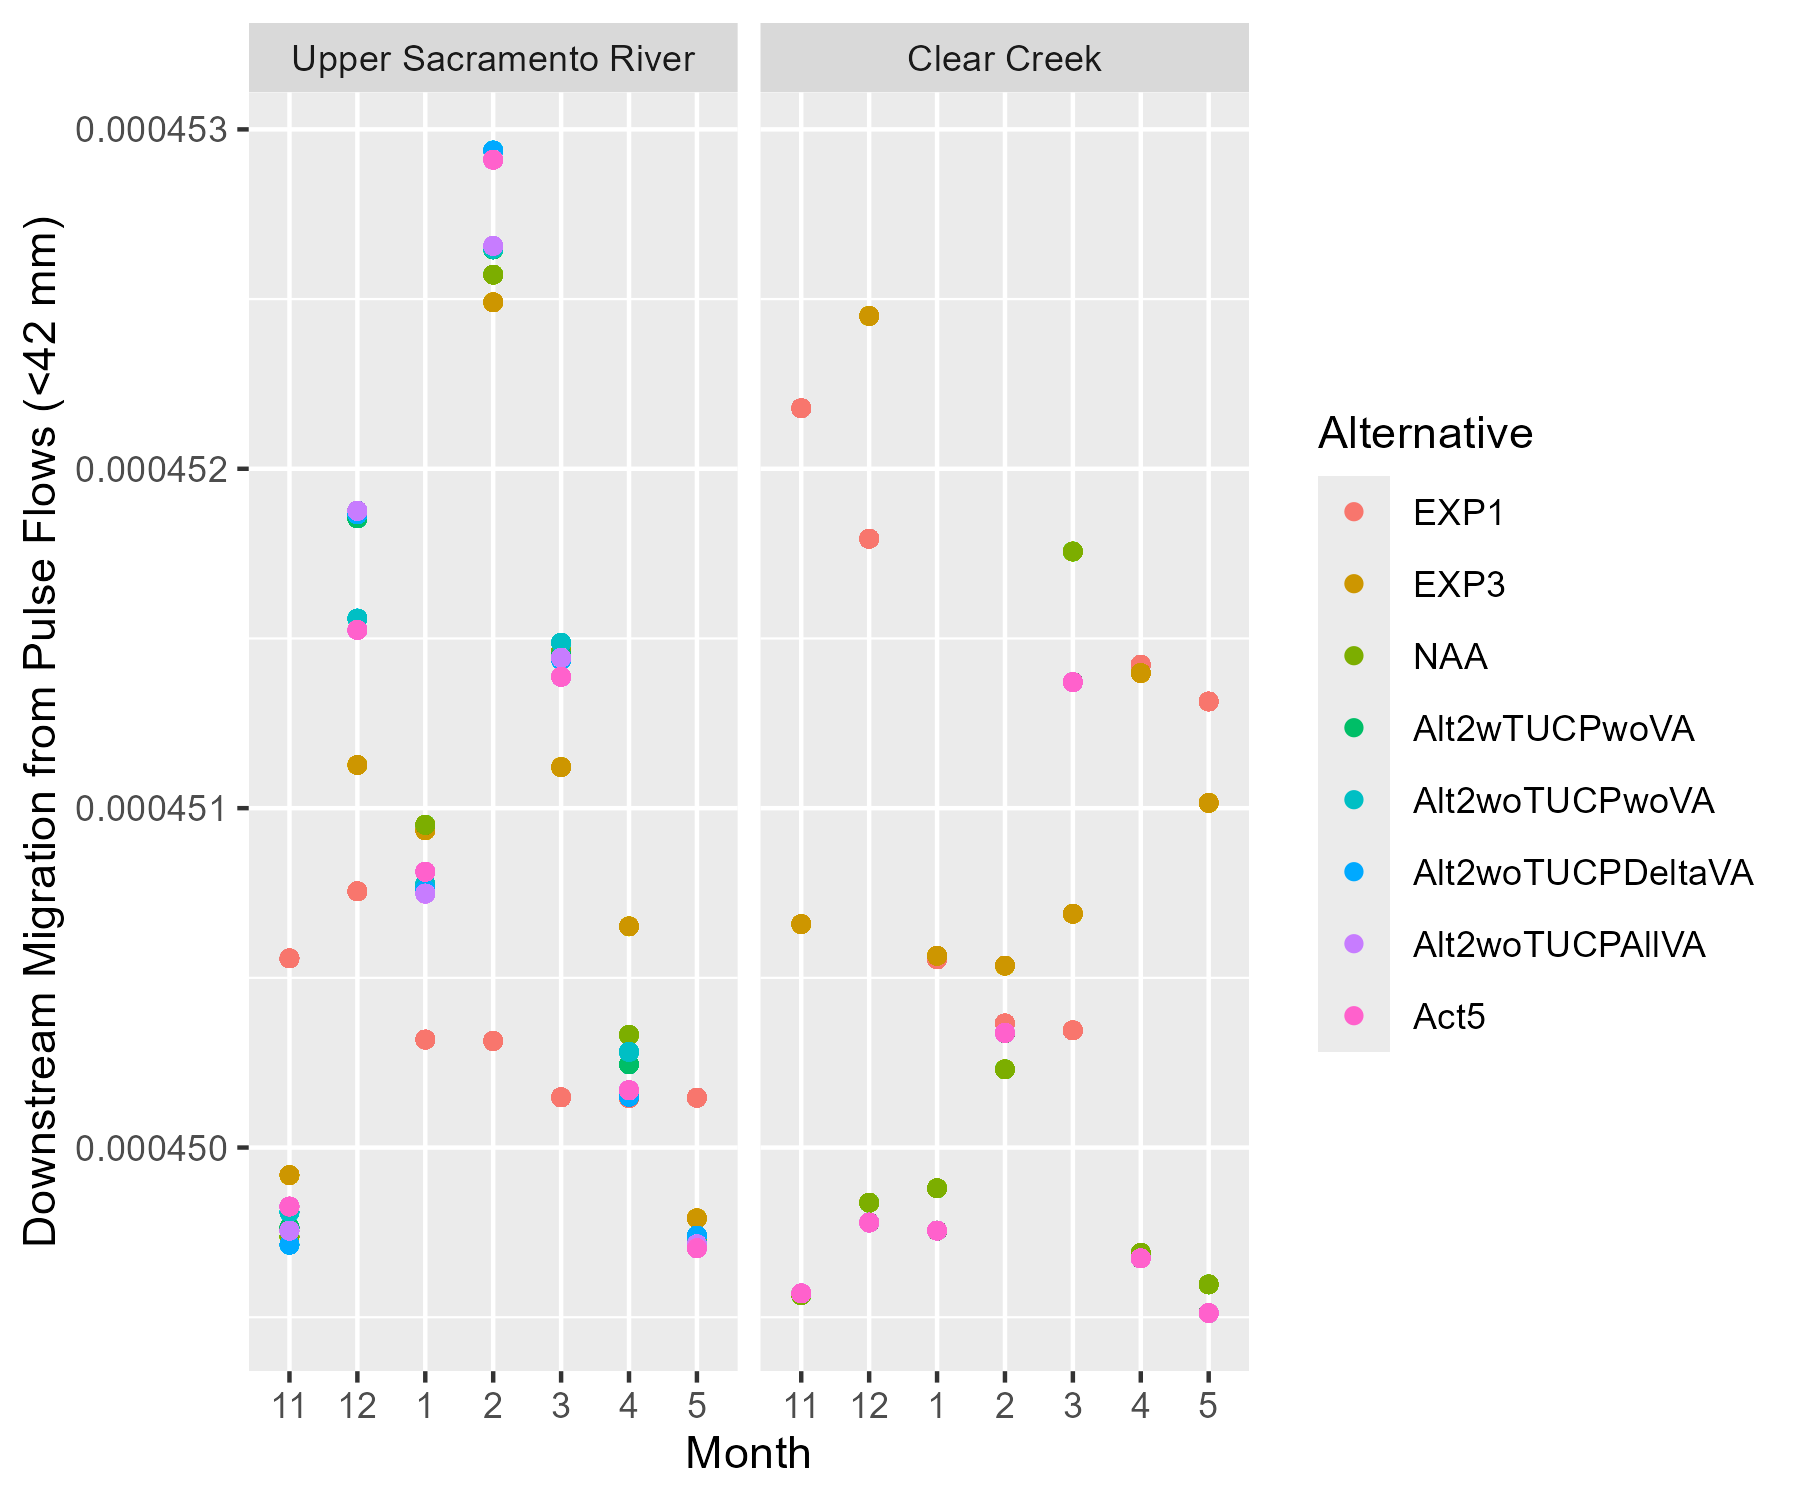 Upper Sacramento River
Clear Creek
Downstream Migration from Pulse Flows (<42 mm)
0.000453
0.000452
0.000451
0.000450
11 12 1 2 3 4 5
11 12 1 2 3 4 5
Month
Alternative
EXP1
EXP3
NAA
Alt2wTUCPwoVA
Alt2woTUCPwoVA
Alt2woTUCPDeltaVA
Alt2woTUCPAllVA
Act5